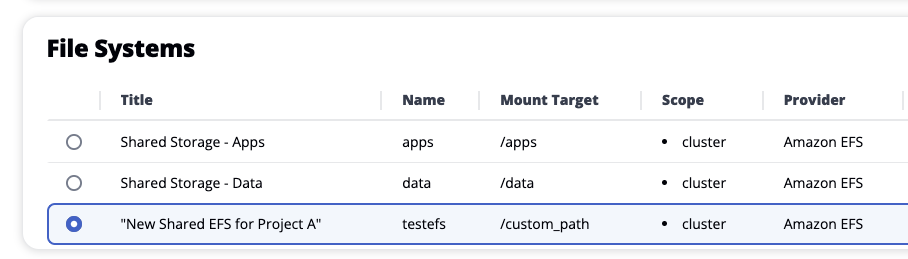 File Systems
Title Name Mount Target Scope Provider
Shared Storage - Apps apps /apps • cluster Amazon EFS
Shared Storage - Data data /data • cluster Amazon EFS
"New Shared EFS for Project A" testefs /custom_path • cluster Amazon EFS